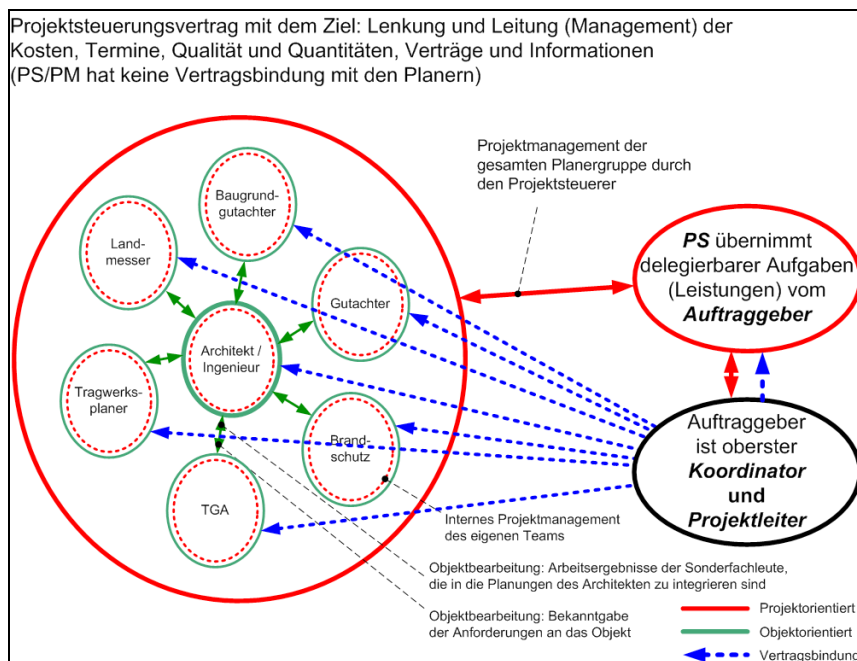 Projektsteuerungsvertrag mit dem Ziel: Lenkung und Leitung (Management) der
Kosten, Termine, Qualität und Quantitäten, Verträge und Informationen
(PS/PM hat keine Vertragsbindung mit den Planern)
Projektmanagement der
gesamten Planergruppe durch
den Projektsteuerer
Baugrund-
gutachter
Land-
messer
Gutachter
Architekt /
Ingenieur
Tragwerks-
planer
Brand-
schutz
TGA
PS übernimmt
delegierbarer Aufgaben
(Leistungen) vom
Auftraggeber
Auftraggeber
ist oberster
Koordinator
und
Projektleiter
Internes Projektmanagement
des eigenen Teams
Objektbearbeitung: Arbeitsergebnisse der Sonderfachleute,
die in die Planungen des Architekten zu integrieren sind
Objektbearbeitung: Bekanntgabe
der Anforderungen an das Objekt
Projektorientiert
Objektorientiert
Vertragsbindung